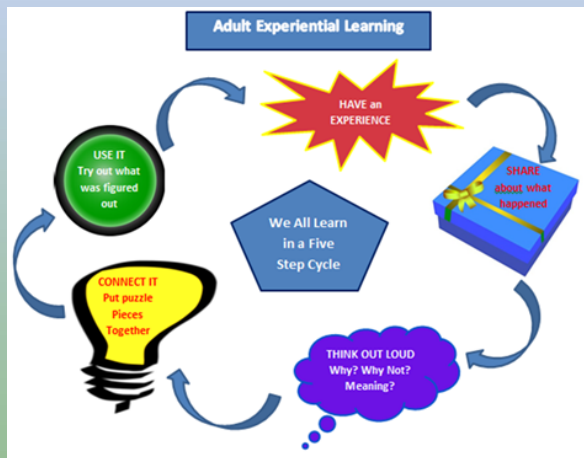 Adult Experiential Learning
HAVE an
EXPERIENCE
SHARE
about what
happened
THINK OUT LOUD
Why? Why Not?
Meaning?
CONNECT IT
Put puzzle
Pieces
Together
USE IT
Try out what
was figured
out
We All Learn
in a Five
Step Cycle